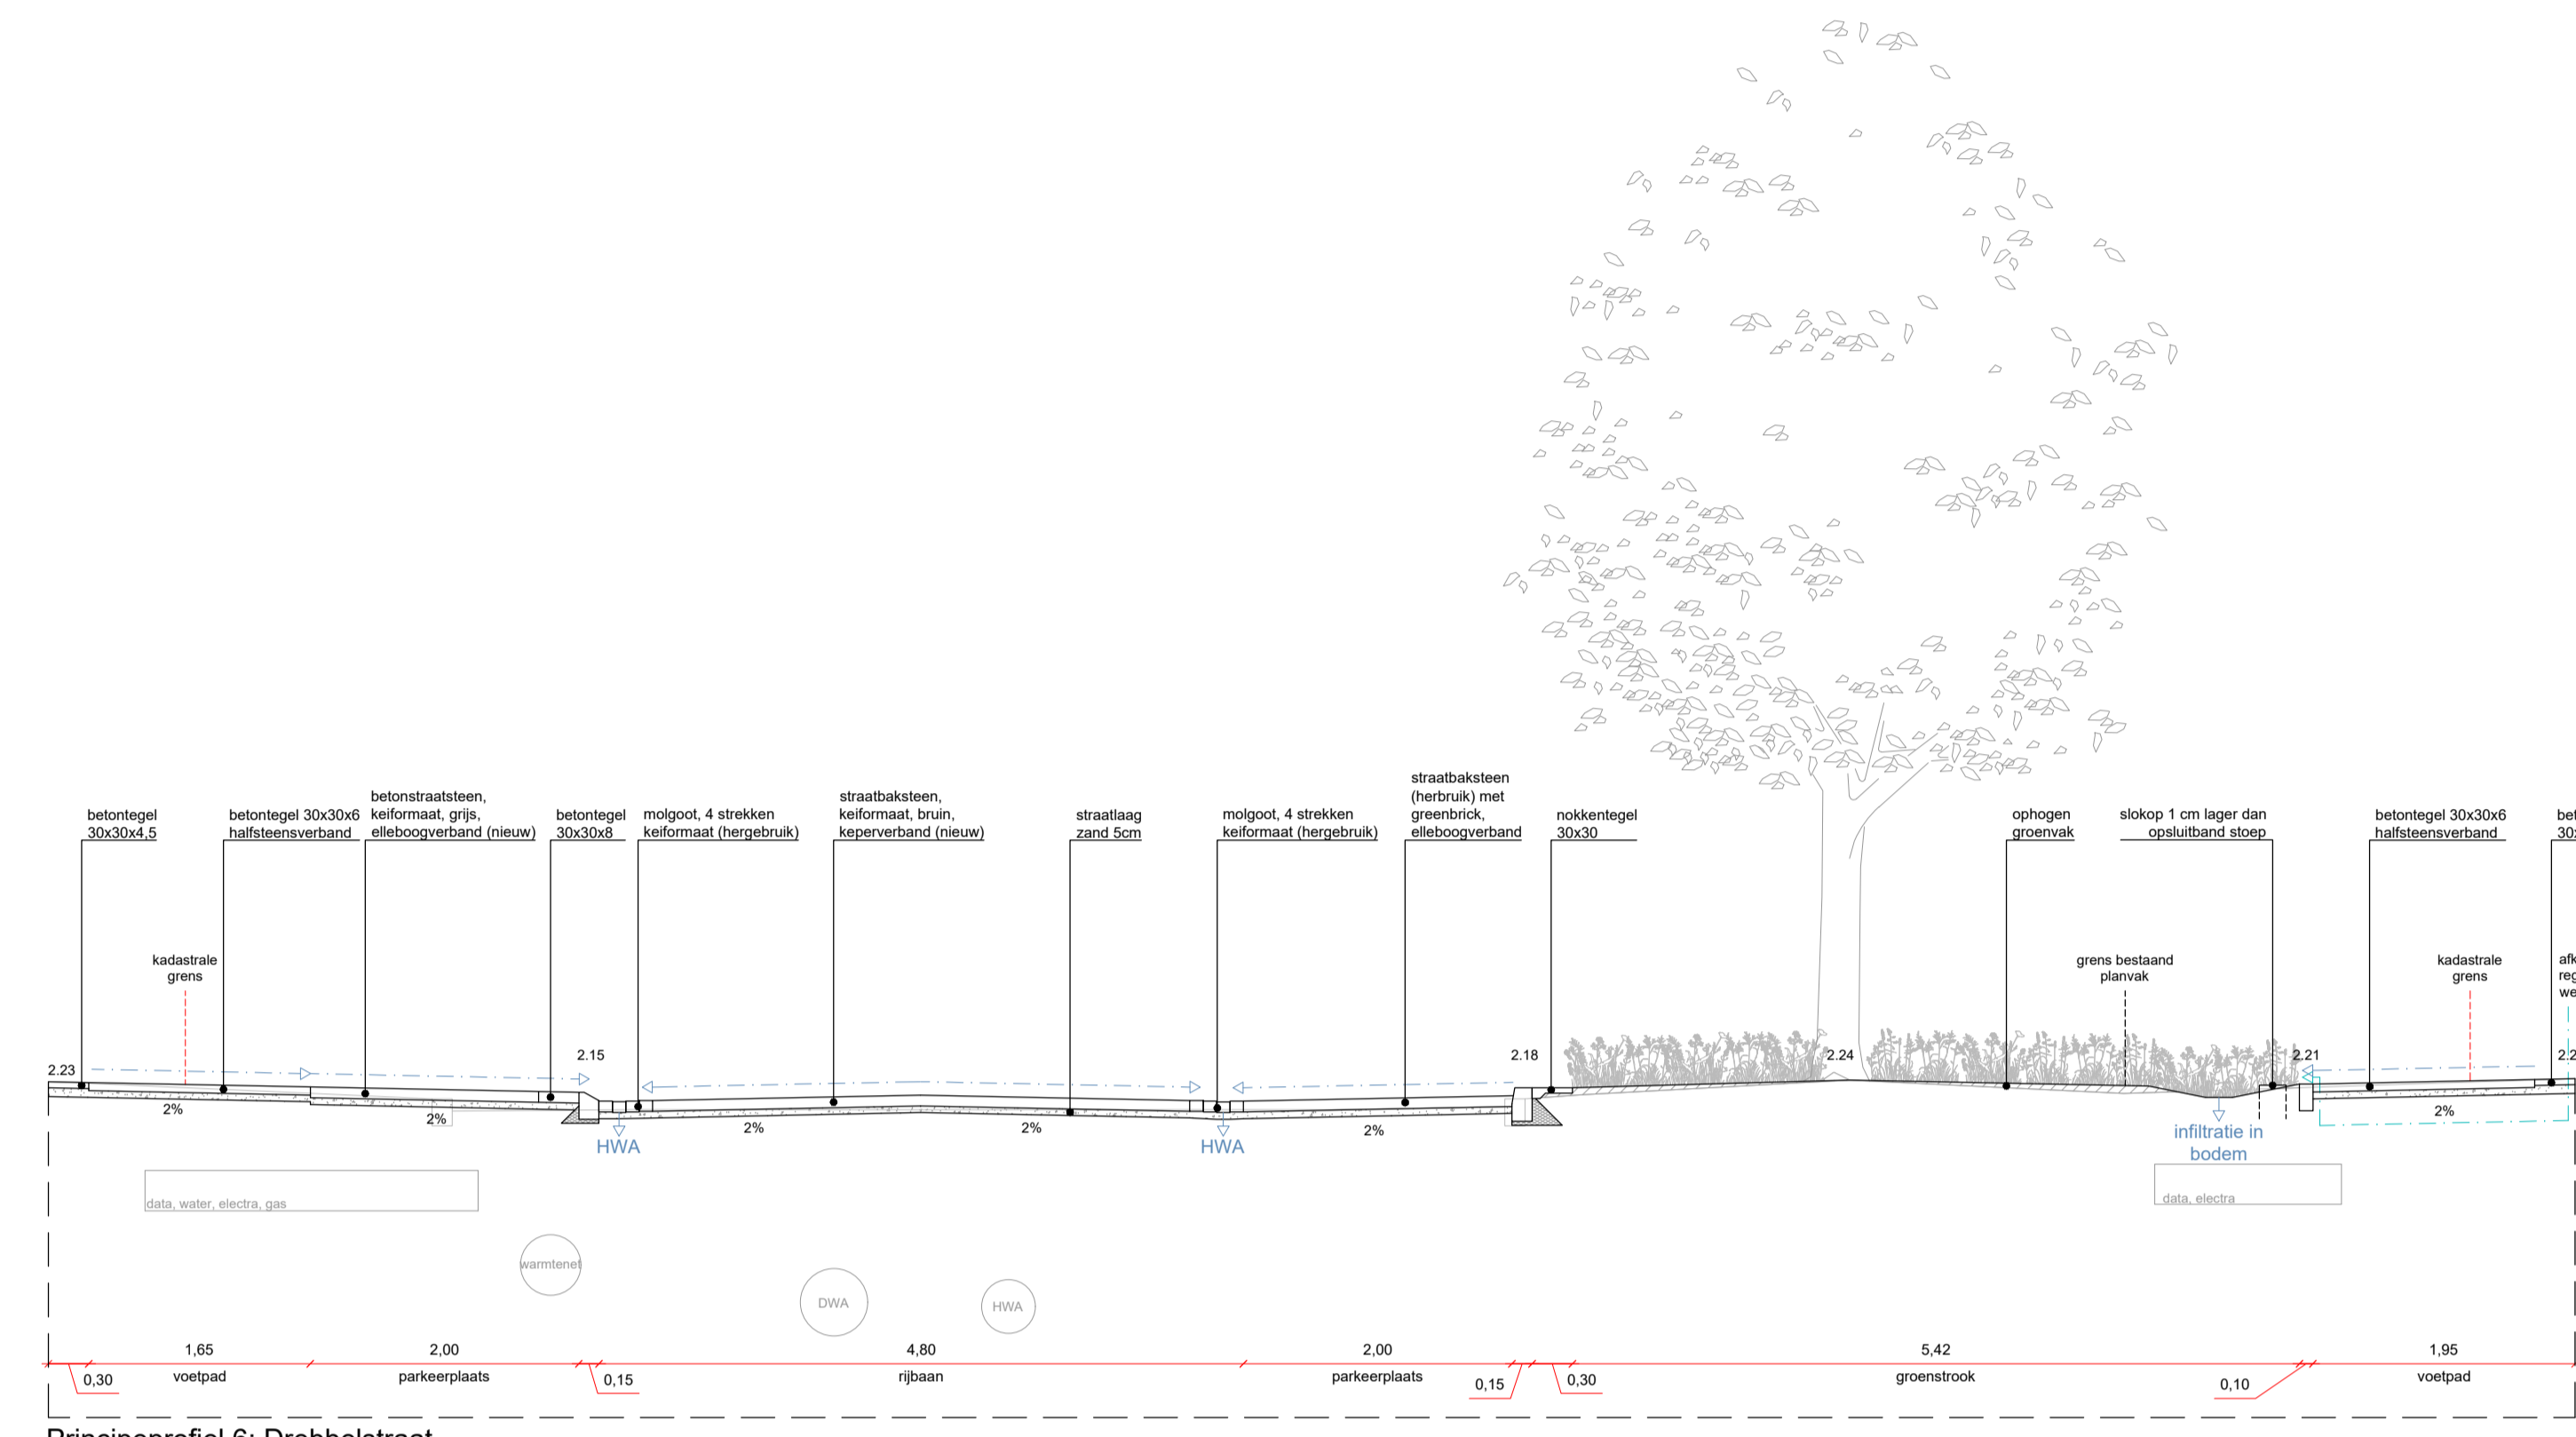 betontegel
30x30x4,5
betontegel 30x30x6
halfsteensverband
betonstraatsteen,
keiformaat, grijs,
elleboogverband (nieuw)
betontegel
30x30x8
molgoot, 4 strekken
keiformaat (hergebruik)
straatbaksteen,
keiformaat, bruin,
keperverband (nieuw)
straatlaag
zand 5cm
molgoot, 4 strekken
keiformaat (hergebruik)
straatbaksteen
(herbruik) met
greenbrick,
elleboogverband
nokkentegel
30x30
ophogen
groenvak
slokop 1 cm lager dan
opsluitband stoep
betontegel 30x30x6
halfsteensverband
kadastrale
grens
grens bestaand
planvak
kadastrale
grens
2.23
2.15
2.18
2.24
2.21
2%
2%
2%
2%
2%
2%
HWA
HWA
infiltratie in
bodem
data, water, electra, gas
data, electra
warmtenet
DWA
HWA
1,65
2,00
4,80
2,00
5,42
1,95
voetpad
parkeerplaats
rijbaan
parkeerplaats
groenstrook
voetpad
0,30
0,15
0,15
0,30
0,10
Principeprofiel 6: Drebbelstraat